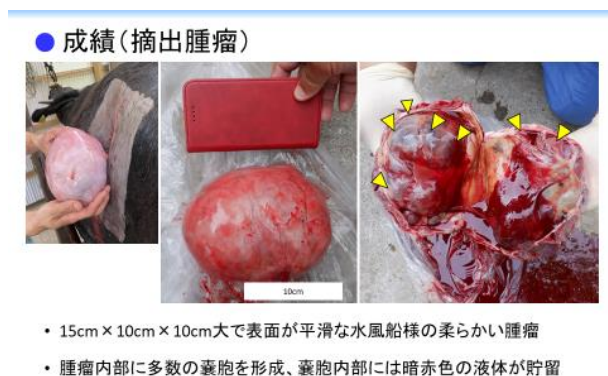 ● 成績(摘出腫瘤)
10cm
• 15cm×10cm×10cm大で表面が平滑な水風船様の柔らかい腫瘤
• 腫瘤内部に多数の嚢胞を形成、嚢胞内部には暗赤色の液体が貯留